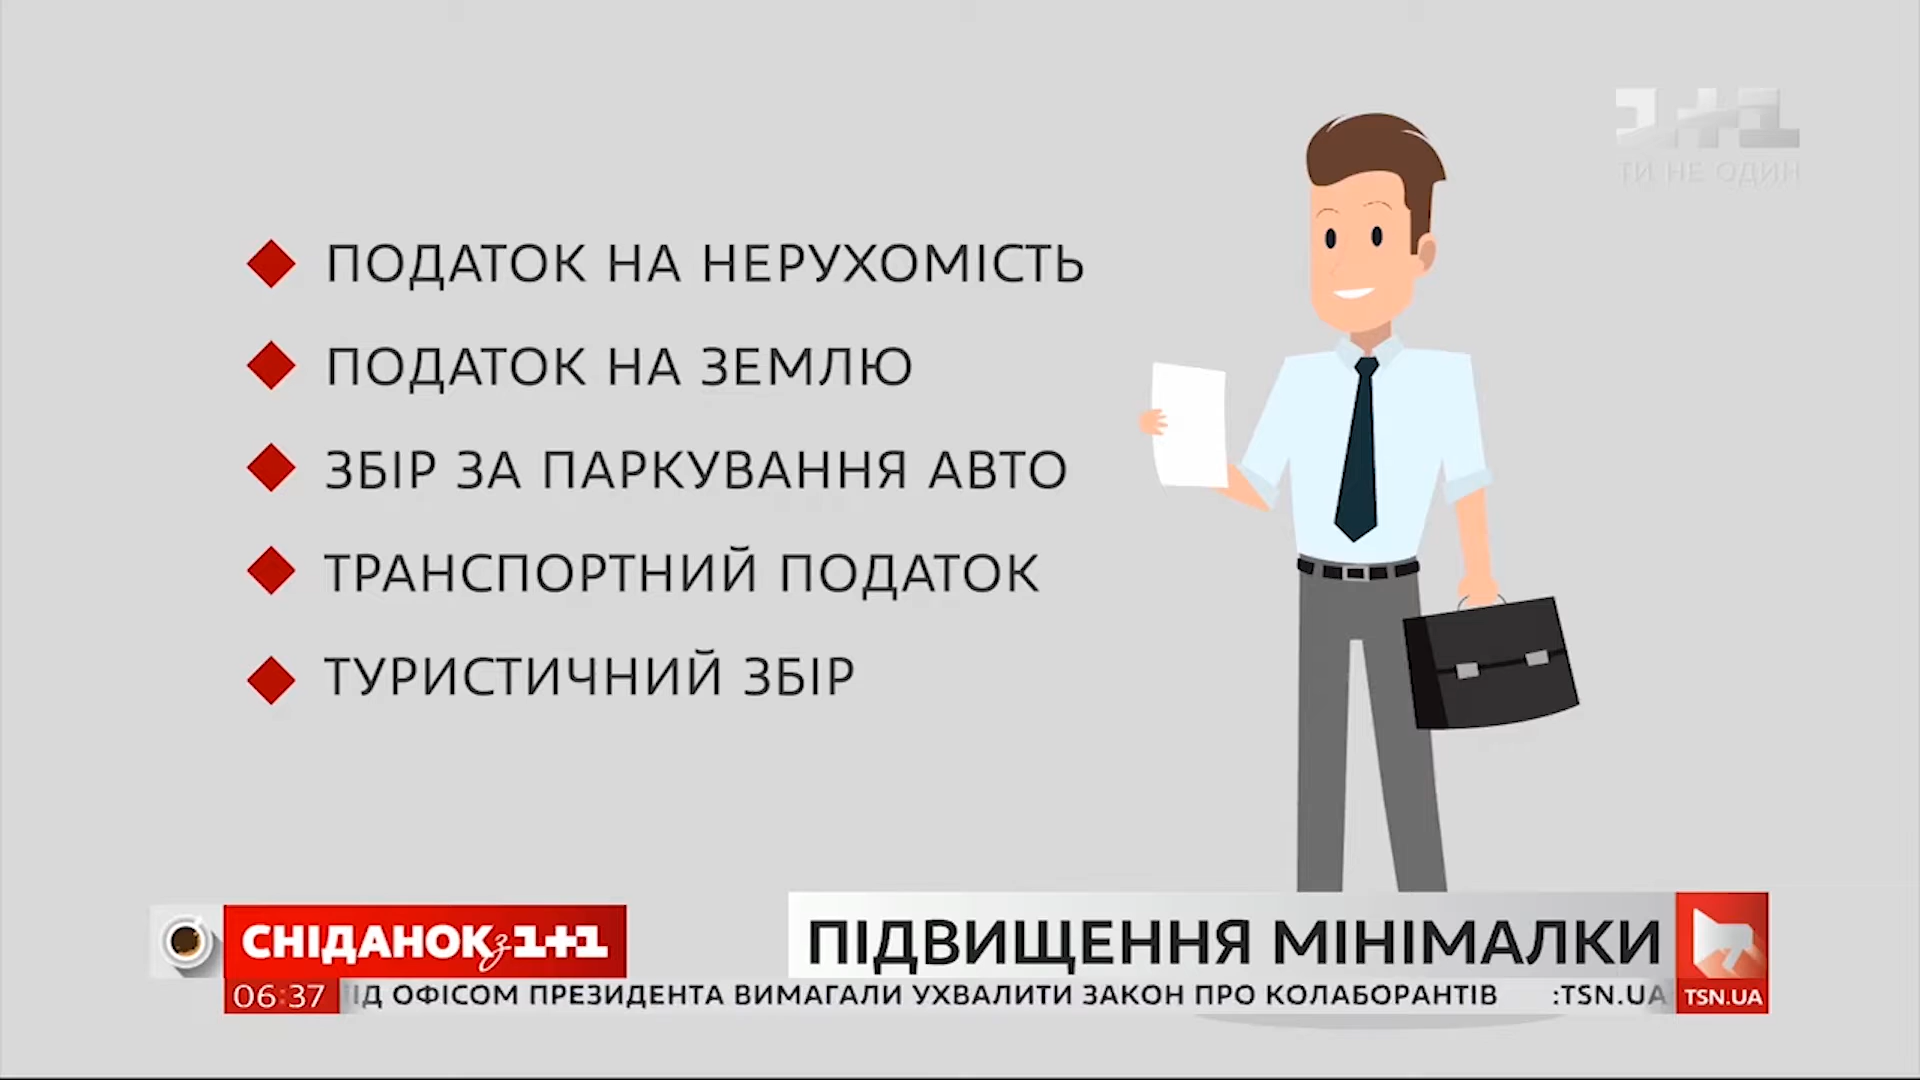 1+1
ТИ НЕ ОДИН
ПОДАТОК НА НЕРУХОМІСТЬ
ПОДАТОК НА ЗЕМЛЮ
ЗБІР ЗА ПАРКУВАННЯ АВТО
ТРАНСПОРТНИЙ ПОДАТОК
ТУРИСТИЧНИЙ ЗБІР
СНІДАНОК З 1+1
ПІДВИЩЕННЯ МІНІМАЛКИ
06:37
ОФІСОМ ПРЕЗИДЕНТА ВИМАГАЛИ УХВАЛИТИ ЗАКОН ПРО КОЛАБОРАНТІВ :TSN.UA
TSN.UA